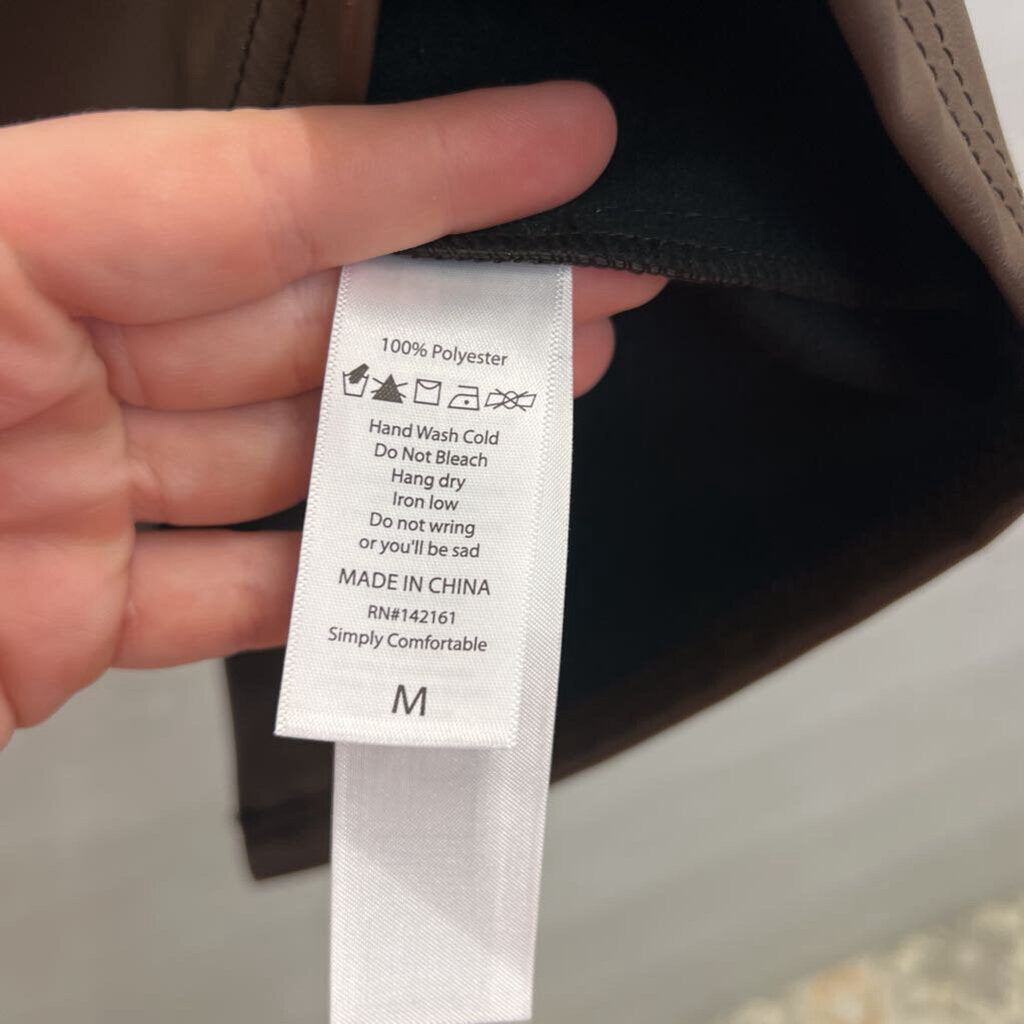 100% Polyester
Hand Wash Cold
Do Not Bleach
Hang dry
Iron low
Do not wring
or you'll be sad
MADE IN CHINA
RN#142161
Simply Comfortable
M